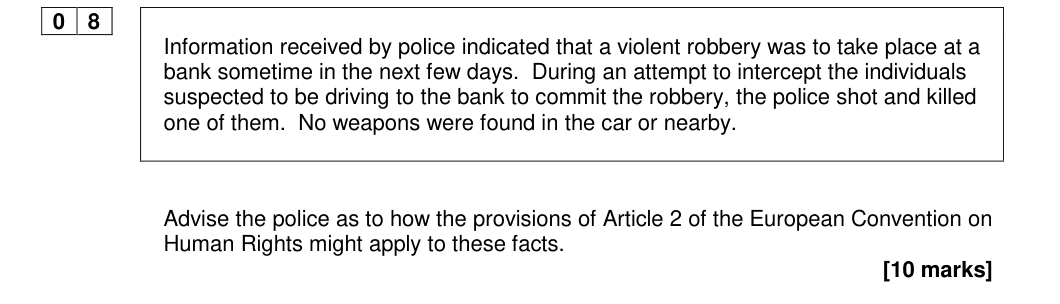 0 8
Information received by police indicated that a violent robbery was to take place at a
bank sometime in the next few days.  During an attempt to intercept the individuals
suspected to be driving to the bank to commit the robbery, the police shot and killed
one of them.  No weapons were found in the car or nearby.
Advise the police as to how the provisions of Article 2 of the European Convention on
Human Rights might apply to these facts.
[10 marks]